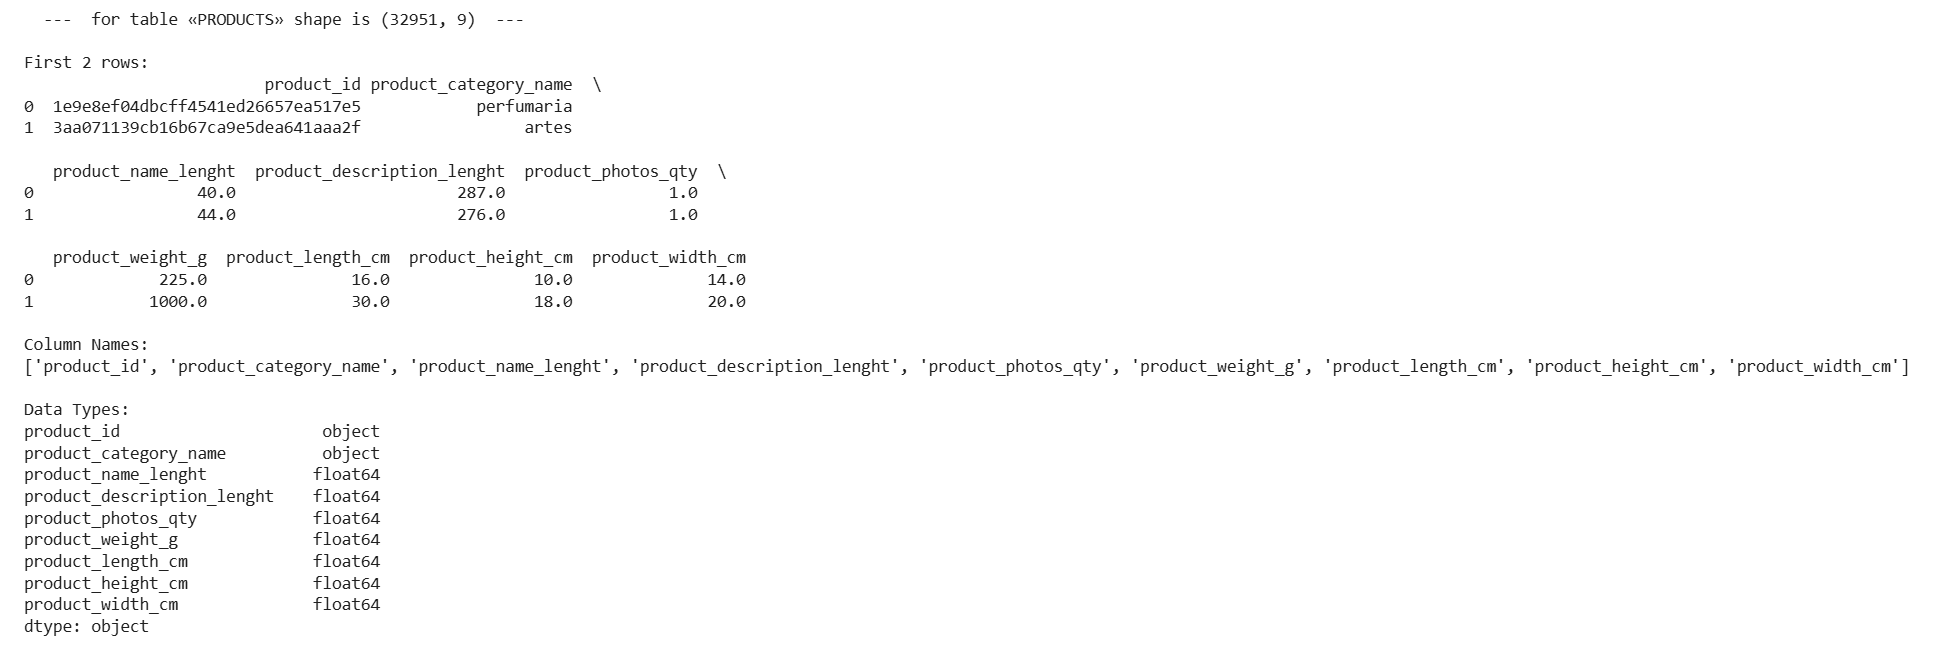 --- for table «PRODUCTS» shape is (32951, 9) ---
First 2 rows:
product_id product_category_name \
0 1e9e8ef04dbcff4541ed26657ea517e5 perfumaria
1 3aa071139cb16b67ca9e5dea641aaa2f artes
product_name_lenght product_description_lenght product_photos_qty \
0 40.0 287.0 1.0
1 44.0 276.0 1.0
product_weight_g product_length_cm product_height_cm product_width_cm
0 225.0 16.0 10.0 14.0
1 1000.0 30.0 18.0 20.0
Column Names:
['product_id', 'product_category_name', 'product_name_lenght', 'product_description_lenght', 'product_photos_qty', 'product_weight_g', 'product_length_cm', 'product_height_cm', 'product_width_cm']
Data Types:
product_id object
product_category_name object
product_name_lenght float64
product_description_lenght float64
product_photos_qty float64
product_weight_g float64
product_length_cm float64
product_height_cm float64
product_width_cm float64
dtype: object